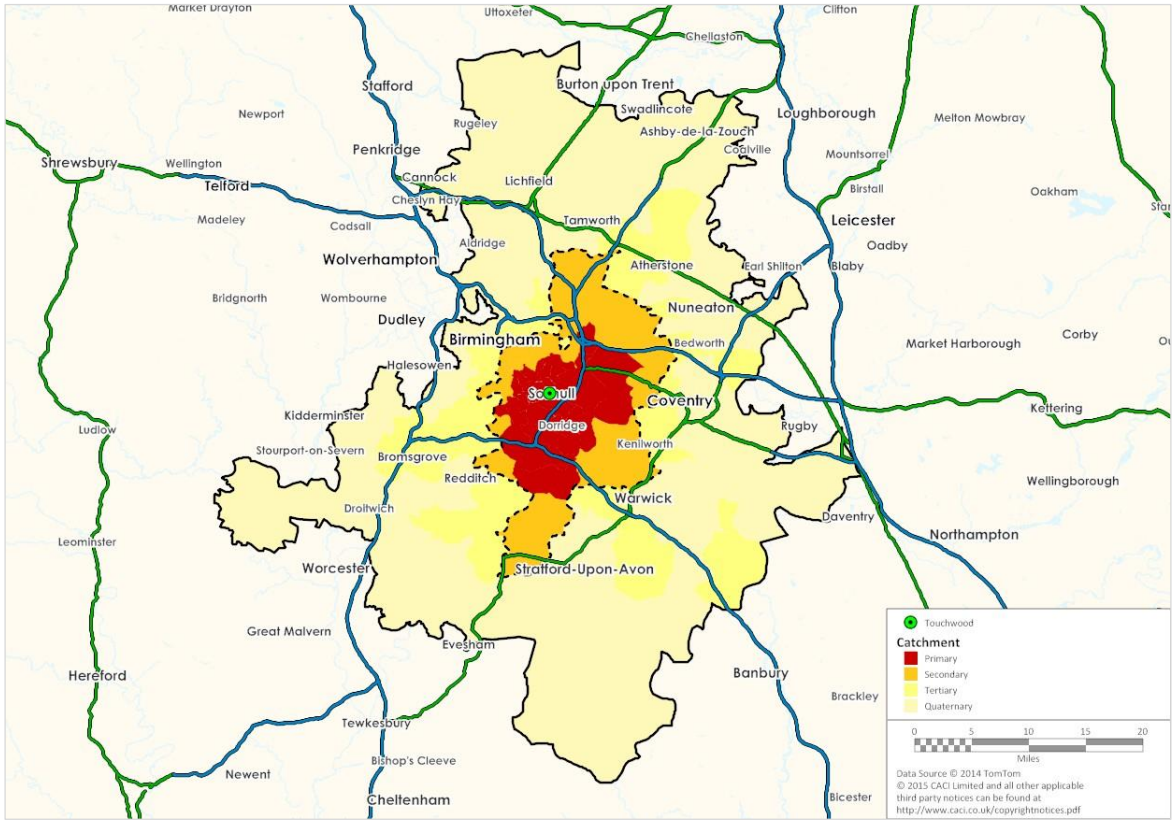 Market Drayton
Uttoxeter
Clifton
Chellaston
Stafford
Burton upon Trent
Newport
Rugeley
Swadlincote
Loughborough
Melton Mowbray
Ashby-de-la-Zouch
Penkridge
Coalville
Mountsorrel
Shrewsbury
Wellington
Telford
Cannock
Lichfield
Birstall
Oakham
Cheslyn Hay
Madeley
Codsall
Tamworth
Leicester
Oadby
Aldridge
Wolverhampton
Atherstone
Earl Shilton
Blaby
Bridgnorth
Wombourne
Nuneaton
Dudley
Birmingham
Bedworth
Market Harborough
Corby
Halesowen
Solihull
Coventry
Kidderminster
Kettering
Ludlow
Dorridge
Rugby
Stourport-on-Severn
Bromsgrove
Kenilworth
Redditch
Wellingborough
Droitwich
Warwick
Daventry
Leominster
Northampton
Worcester
Stratford-Upon-Avon
Great Malvern
Evesham
Hereford
Banbury
Brackley
Tewkesbury
Bishop's Cleeve
Newent
Cheltenham
Bicester
Touchwood
Catchment
Primary
Secondary
Tertiary
Quaternary
0 5 10 15 20
Miles
Data Source © 2014 TomTom
© 2015 CACI Limited and all other applicable
third party notices can be found at
http://www.caci.co.uk/copyrightnotices.pdf